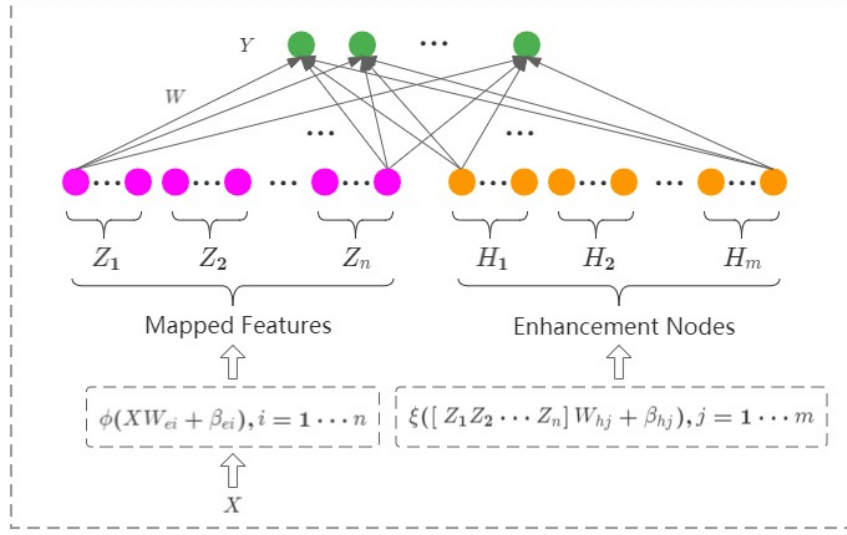 Y ...
W
... ...
... ... ... ... ... ... ... ...
Z₁ Z₂ Zₙ H₁ H₂ Hₘ
Mapped Features Enhancement Nodes
ϕ(XWₑᵢ + βₑᵢ), i = 1 ⋯ n ξ([ Z₁Z₂ ⋯ Zₙ] Wₕⱼ + βₕⱼ), j = 1 ⋯ m
X